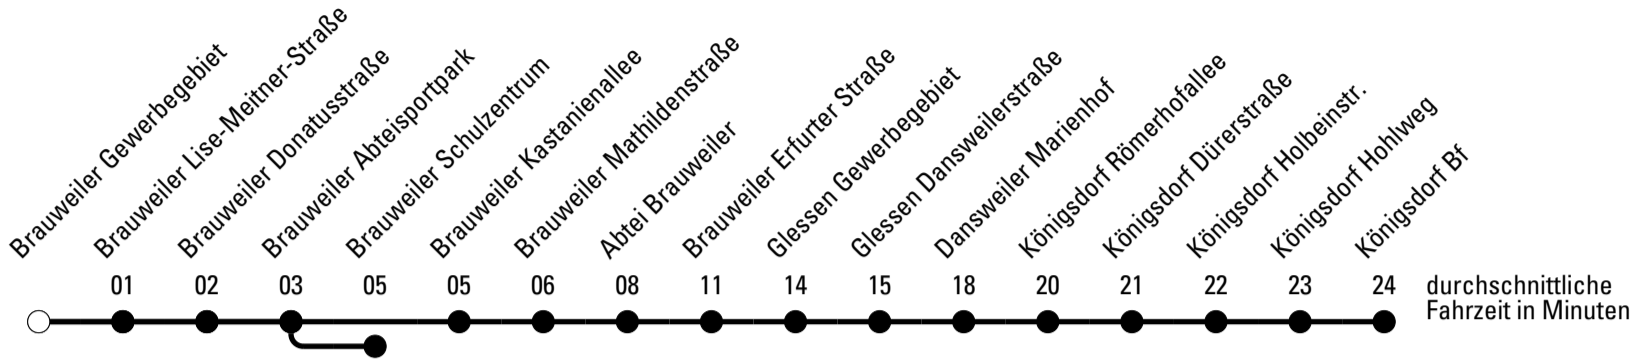 Brauweiler Gewerbegebiet
Brauweiler Lise-Meitner-Straße
Brauweiler Donatusstraße
Brauweiler Abteisportpark
Brauweiler Schulzentrum
Brauweiler Kastanienallee
Brauweiler Mathildenstraße
Abtei Brauweiler
Brauweiler Erfurter Straße
Glessen Gewerbegebiet
Glessen Dansweilerstraße
Dansweiler Marienhof
Königsdorf Römerhofallee
Königsdorf Dürerstraße
Königsdorf Holbeinstr.
Königsdorf Hohlweg
Königsdorf Bf
01 02 03 05 05 06 08 11 14 15 18 20 21 22 23 24 durchschnittliche
Fahrzeit in Minuten